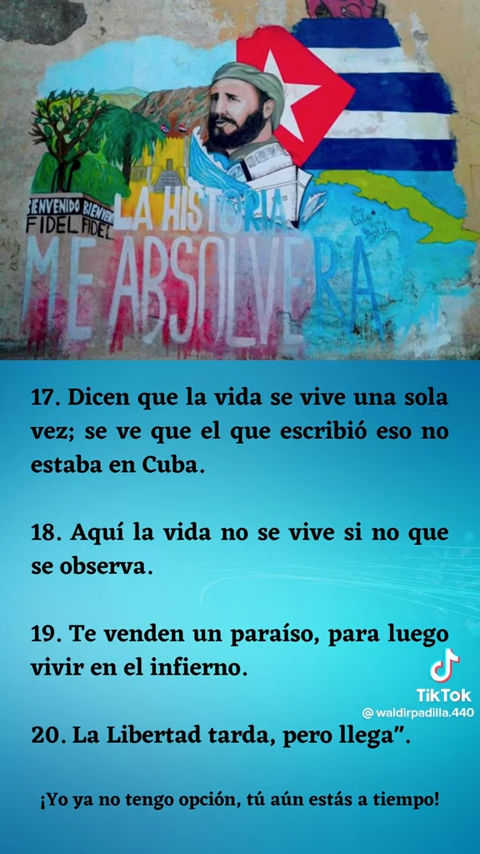 BIENVENIDO BIENVENI
FIDEL FIDEL
LA HISTORIA
ME ABSOLVERA
17. Dicen que la vida se vive una sola
vez; se ve que el que escribió eso no
estaba en Cuba.
18. Aquí la vida no se vive si no que
se observa.
19. Te venden un paraíso, para luego
vivir en el infierno.
TikTok
@waldirpadilla.440
20. La Libertad tarda, pero llega”.
¡Yo ya no tengo opción, tú aún estás a tiempo!